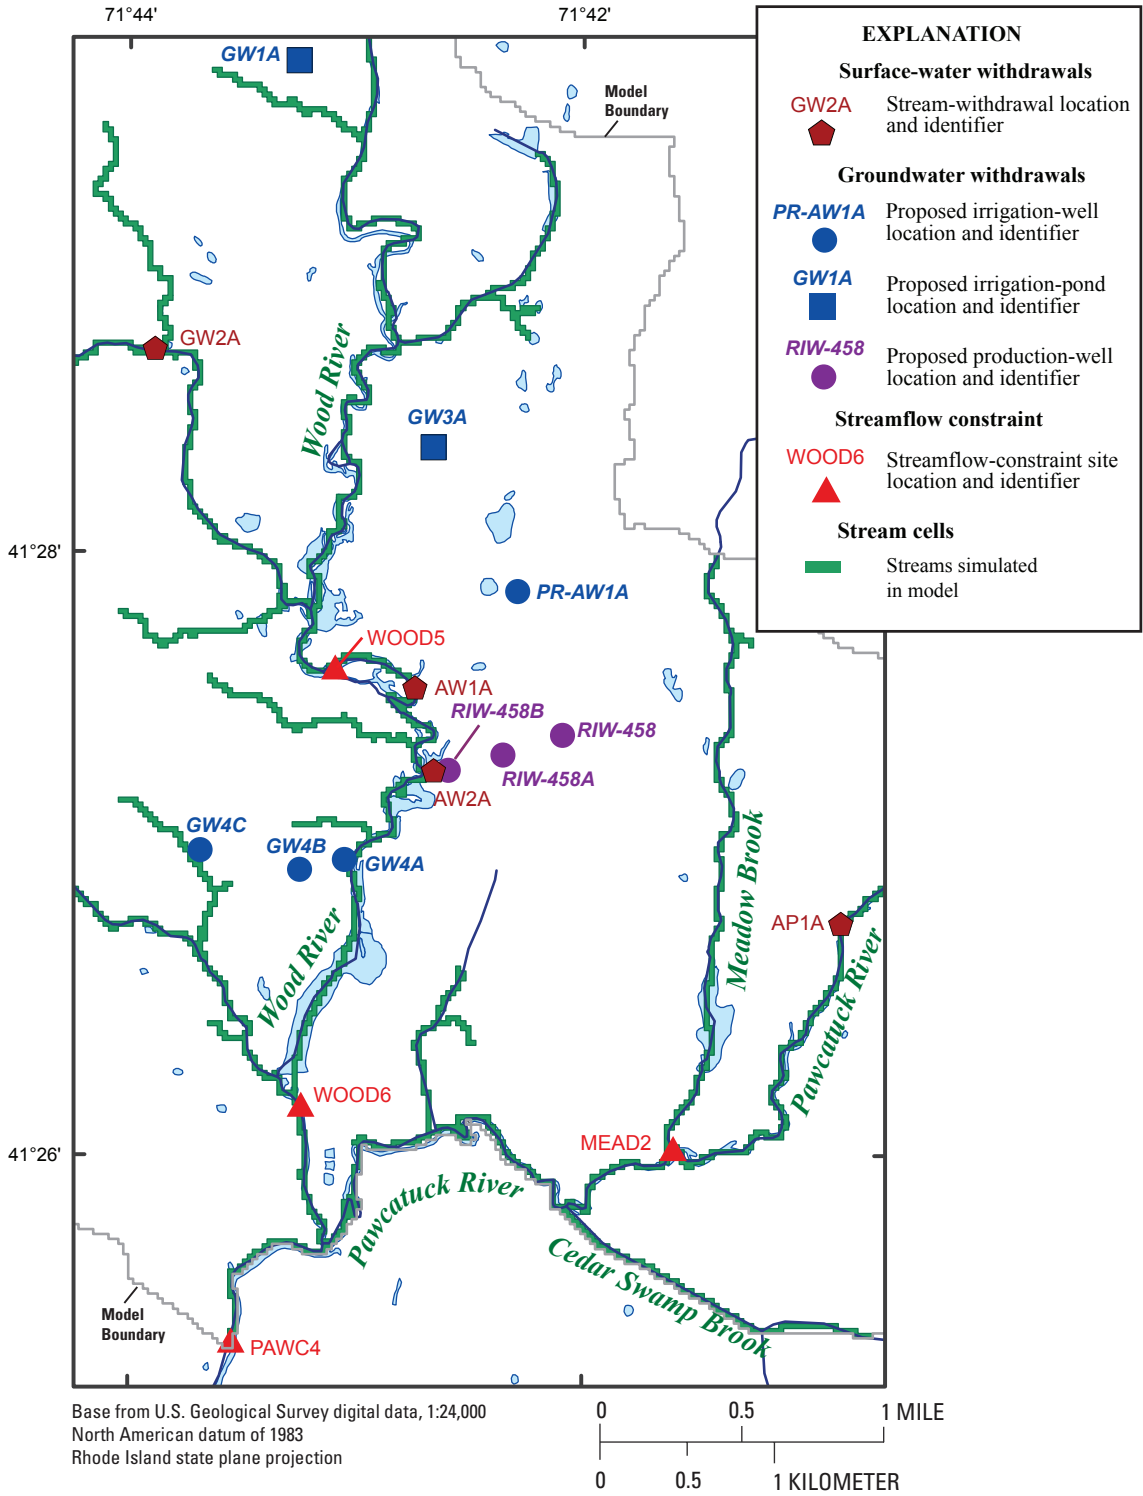 71°44'
71°42'
EXPLANATION
Surface-water withdrawals
GW2A
Stream-withdrawal location
and identifier
Groundwater withdrawals
PR-AW1A
Proposed irrigation-well
location and identifier
GW1A
Proposed irrigation-pond
location and identifier
RIW-458
Proposed production-well
location and identifier
Streamflow constraint
WOOD6
Streamflow-constraint site
location and identifier
Stream cells
Streams simulated
in model
GW1A
Model
Boundary
GW2A
Wood River
GW3A
41°28'
PR-AW1A
WOOD5
AW1A
RIW-458B
RIW-458
RIW-458A
AW2A
GW4C
GW4B
GW4A
Meadow Brook
AP1A
Wood River
Pawcatuck River
WOOD6
MEAD2
41°26'
Pawcatuck River
Cedar Swamp Brook
Model
Boundary
PAWC4
Base from U.S. Geological Survey digital data, 1:24,000
North American datum of 1983
Rhode Island state plane projection
0 0.5 1 MILE
0 0.5 1 KILOMETER